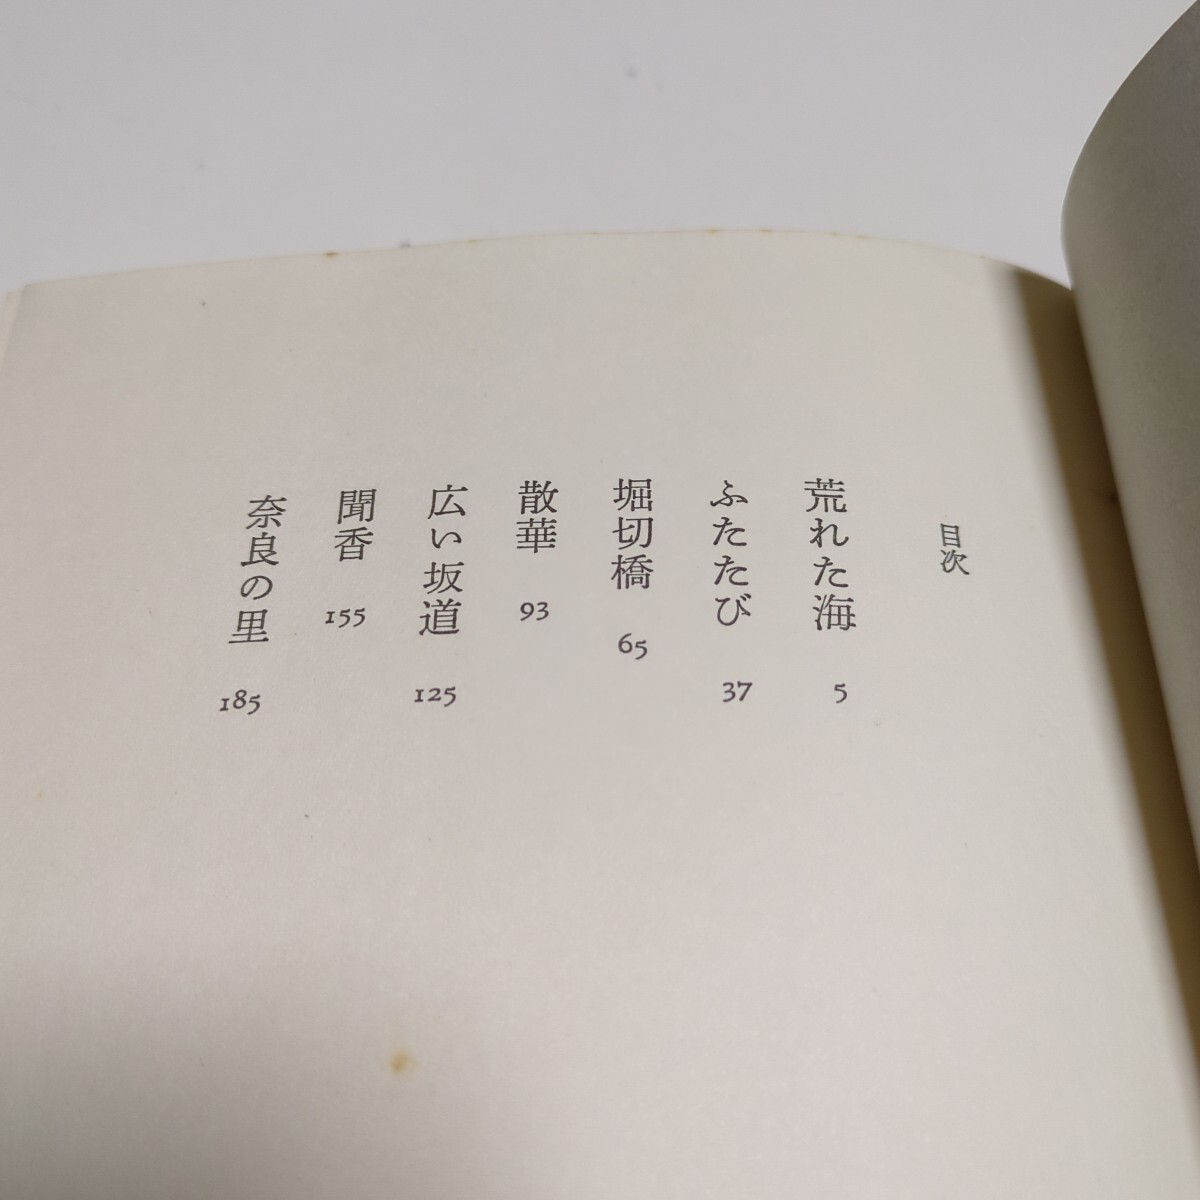 目次
荒れた海 5
ふたたび 37
堀切橋 65
散華 93
広い坂道 125
聞香 155
奈良の里 185